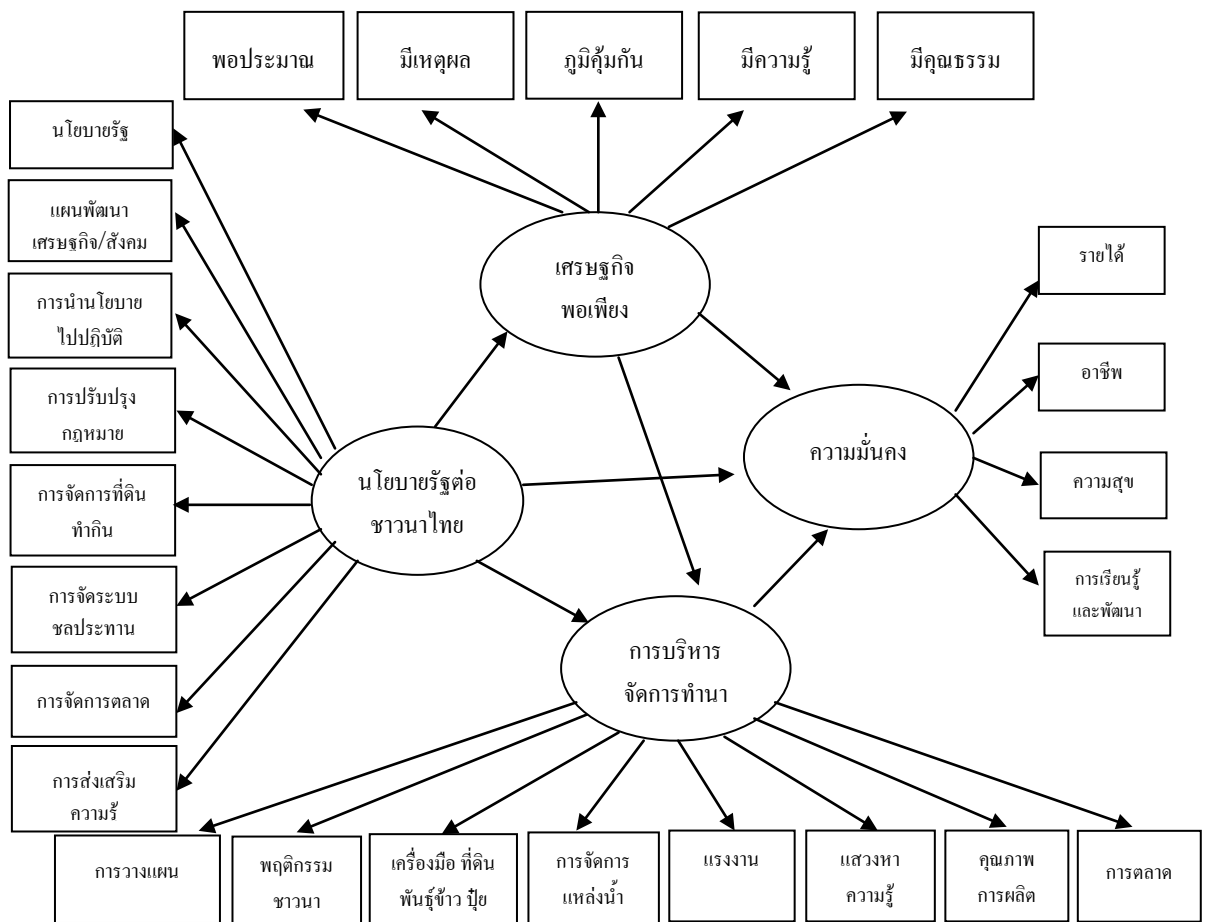 พอประมาณ
มีเหตุผล
ภูมิคุ้มกัน
มีความรู้
มีคุณธรรม
นโยบายรัฐ
แผนพัฒนา
เศรษฐกิจ/สังคม
การนำนโยบาย
ไปปฏิบัติ
การปรับปรุง
กฎหมาย
การจัดการที่ดิน
ทำกิน
การจัดระบบ
ชลประทาน
การจัดการตลาด
การส่งเสริม
ความรู้
เศรษฐกิจ
พอเพียง
นโยบายรัฐต่อ
ชาวนาไทย
ความมั่นคง
การบริหาร
จัดการทำนา
รายได้
อาชีพ
ความสุข
การเรียนรู้
และพัฒนา
การวางแผน
พฤติกรรม
ชาวนา
เครื่องมือ ที่ดิน
พันธุ์ข้าว ปุ๋ย
การจัดการ
แหล่งน้ำ
แรงงาน
แสวงหา
ความรู้
คุณภาพ
การผลิต
การตลาด